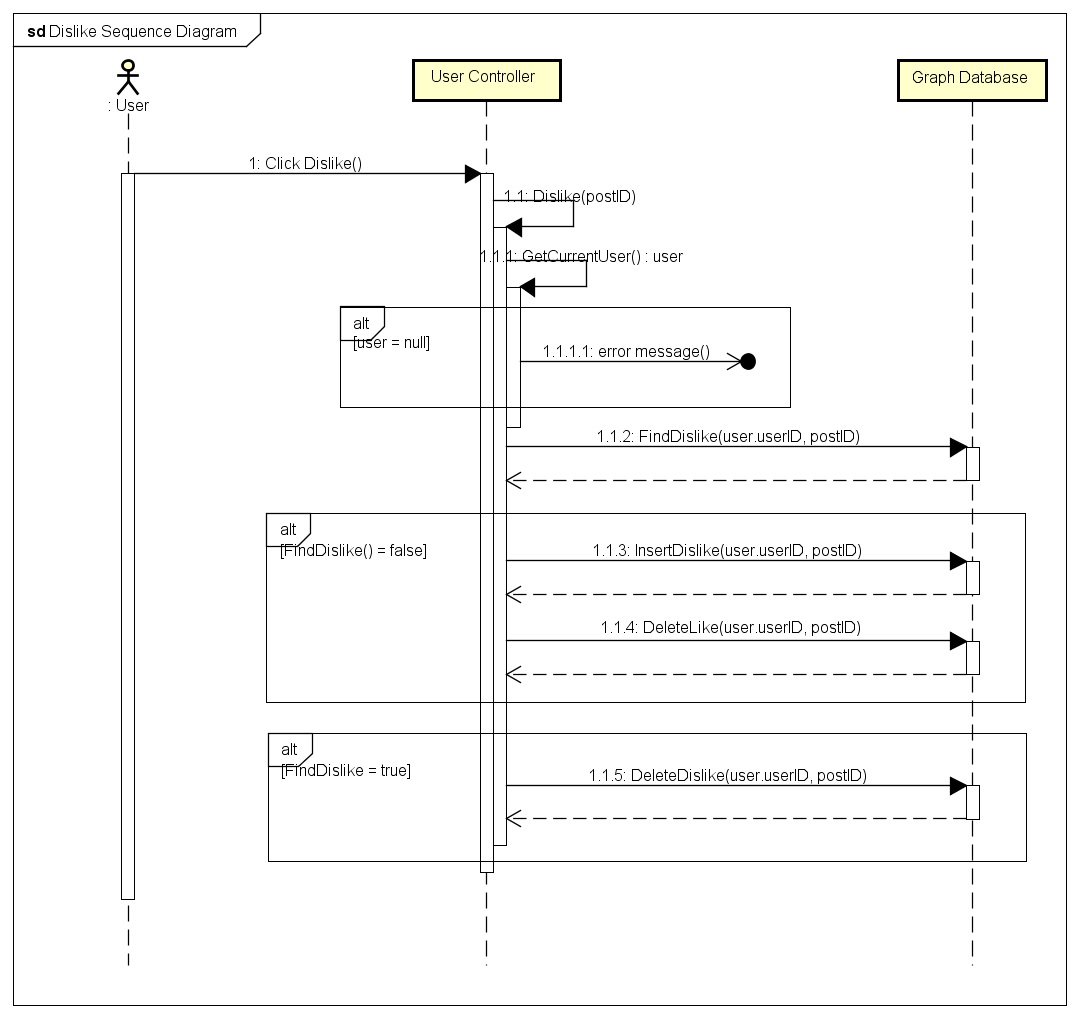 sd Dislike Sequence Diagram
: User
User Controller
Graph Database
1: Click Dislike()
1.1: Dislike(postID)
1.1.1: GetCurrentUser() : user
alt
[user = null]
1.1.1.1: error message()
1.1.2: FindDislike(user.userID, postID)
alt
[FindDislike() = false]
1.1.3: InsertDislike(user.userID, postID)
1.1.4: DeleteLike(user.userID, postID)
alt
[FindDislike = true]
1.1.5: DeleteDislike(user.userID, postID)